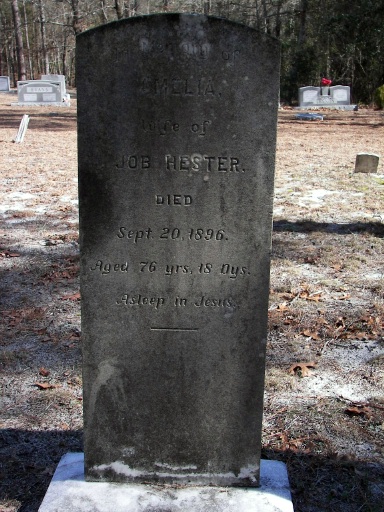 AMELIA.
Wife of
JOB HESTER.
DIED
Sept. 20, 1896.
Aged 76 yrs, 18 Dys.
Asleep in Jesus.